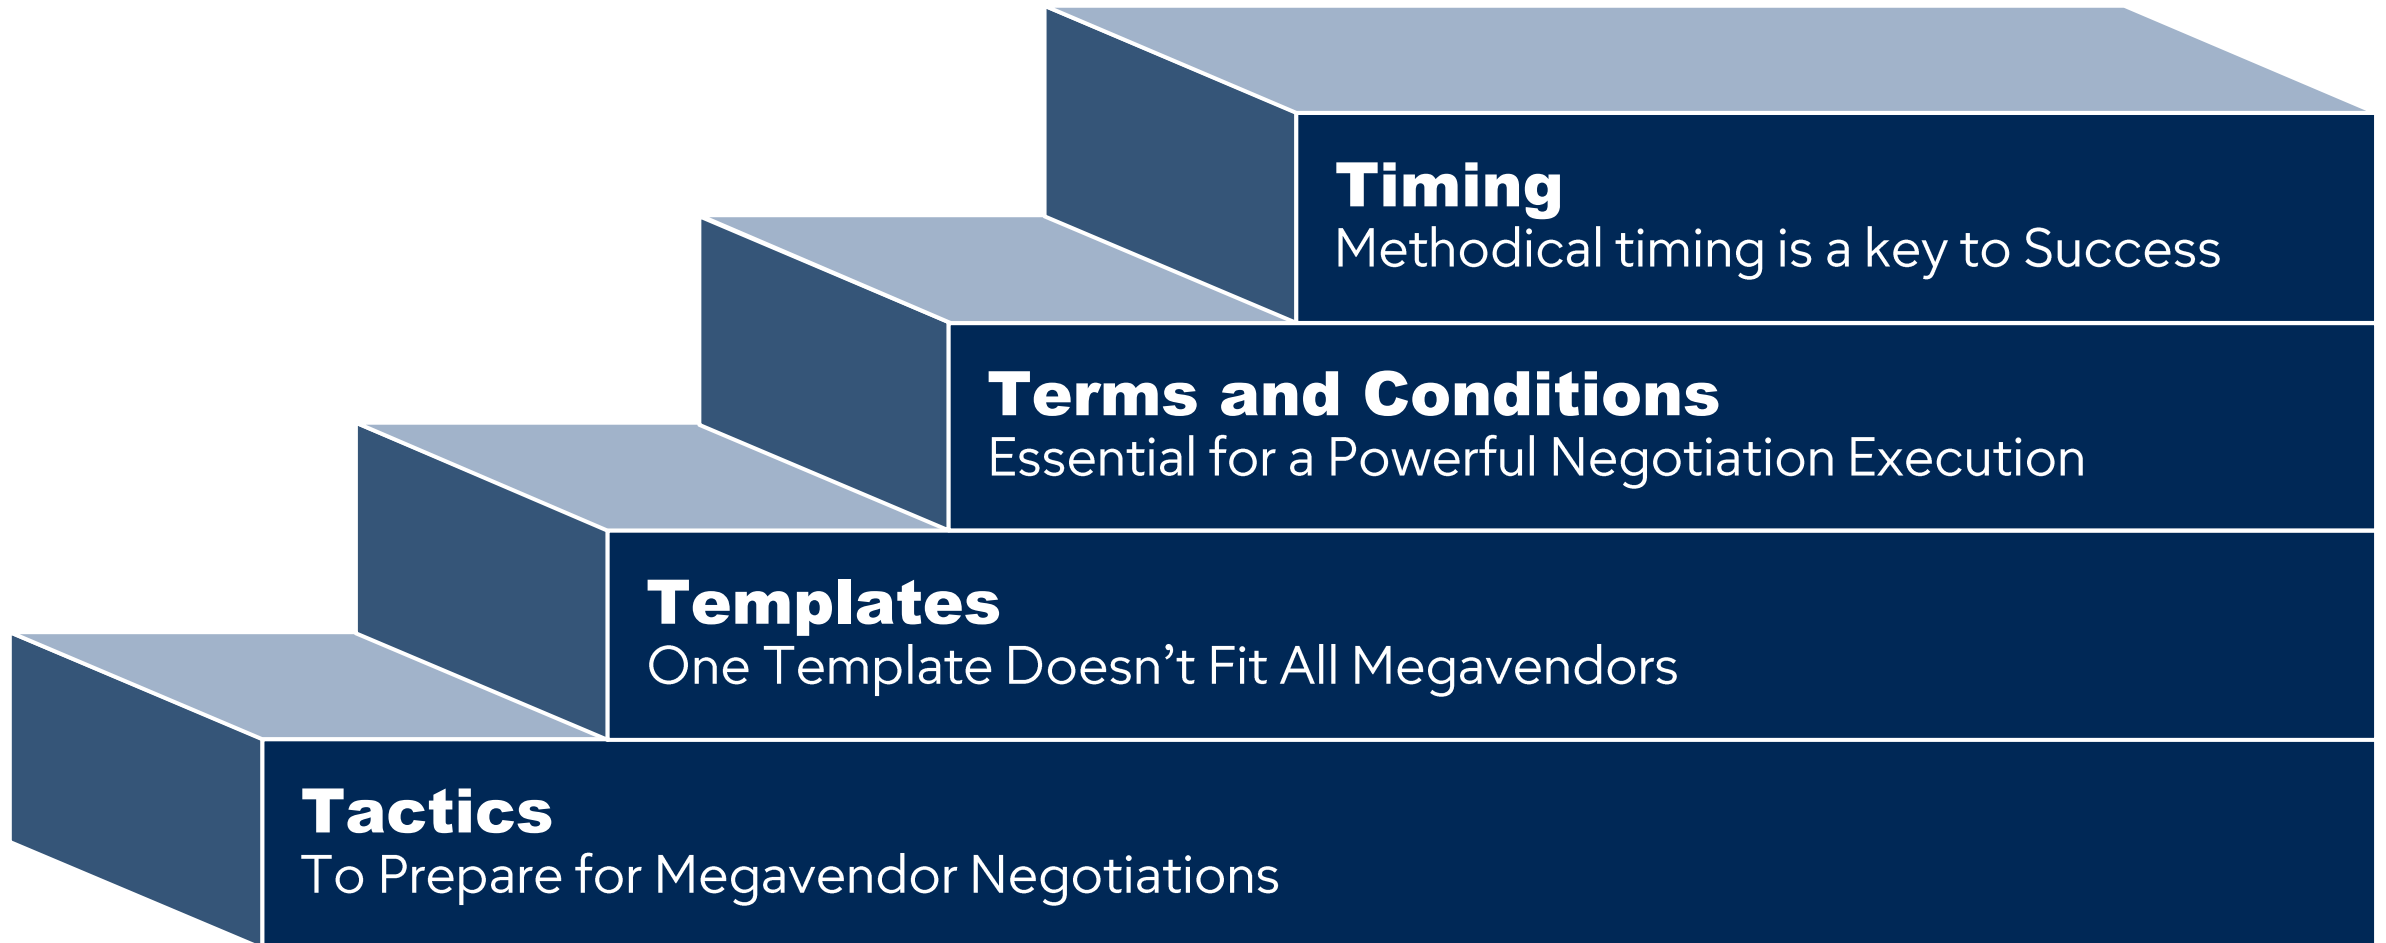 Timing
Methodical timing is a key to Success
Terms and Conditions
Essential for a Powerful Negotiation Execution
Templates
One Template Doesn’t Fit All Megavendors
Tactics
To Prepare for Megavendor Negotiations